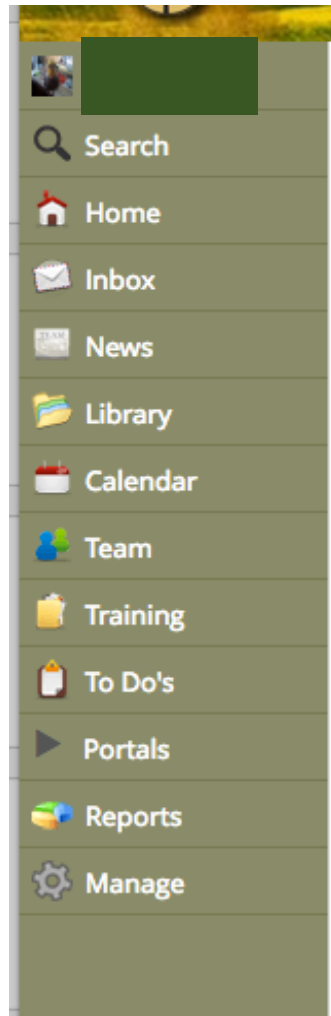 Search
Home
Inbox
News
Library
Calendar
Team
Training
To Do's
Portals
Reports
Manage